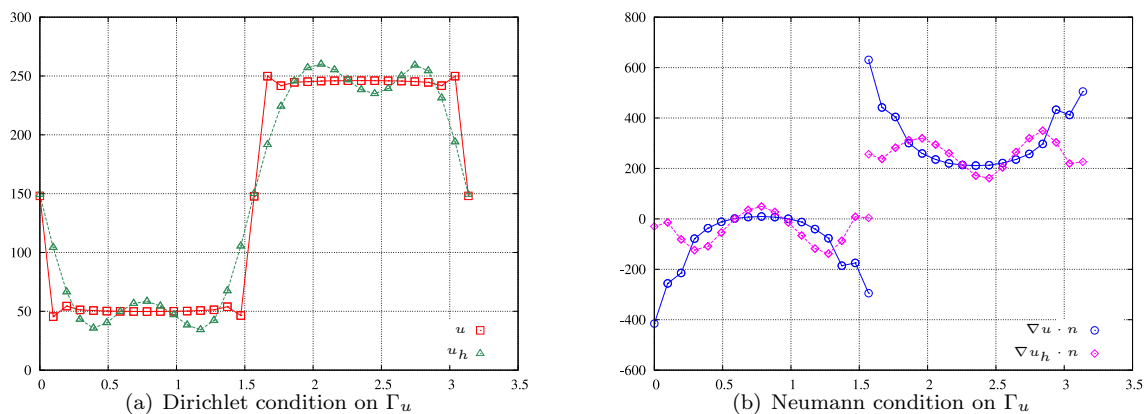 300
250
200
150
100
50
0
0 0.5 1 1.5 2 2.5 3 3.5
u
u_h
(a) Dirichlet condition on Γ_u
800
600
400
200
0
-200
-400
-600
0 0.5 1 1.5 2 2.5 3 3.5
∇u · n
∇u_h · n
(b) Neumann condition on Γ_u